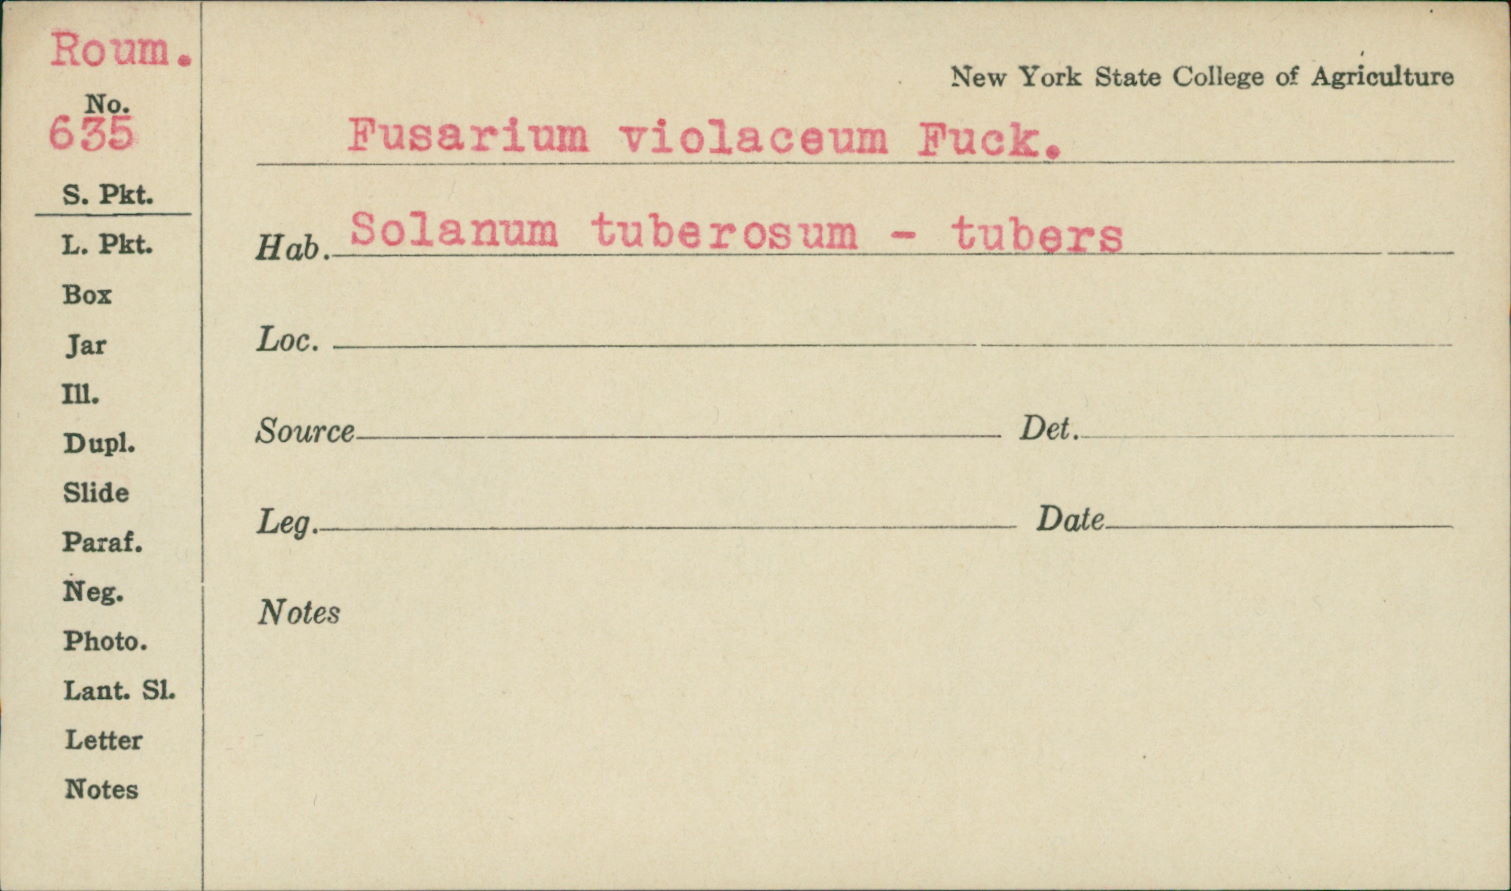 Roum.
No.
635
S. Pkt.
L. Pkt.
Box
Jar
Ill.
Dupl.
Slide
Paraf.
Neg.
Photo.
Lant. Sl.
Letter
Notes
New York State College of Agriculture
Fusarium violaceum Fuck.
Hab. Solanum tuberosum - tubers
Loc.
Source Det.
Leg. Date
Notes